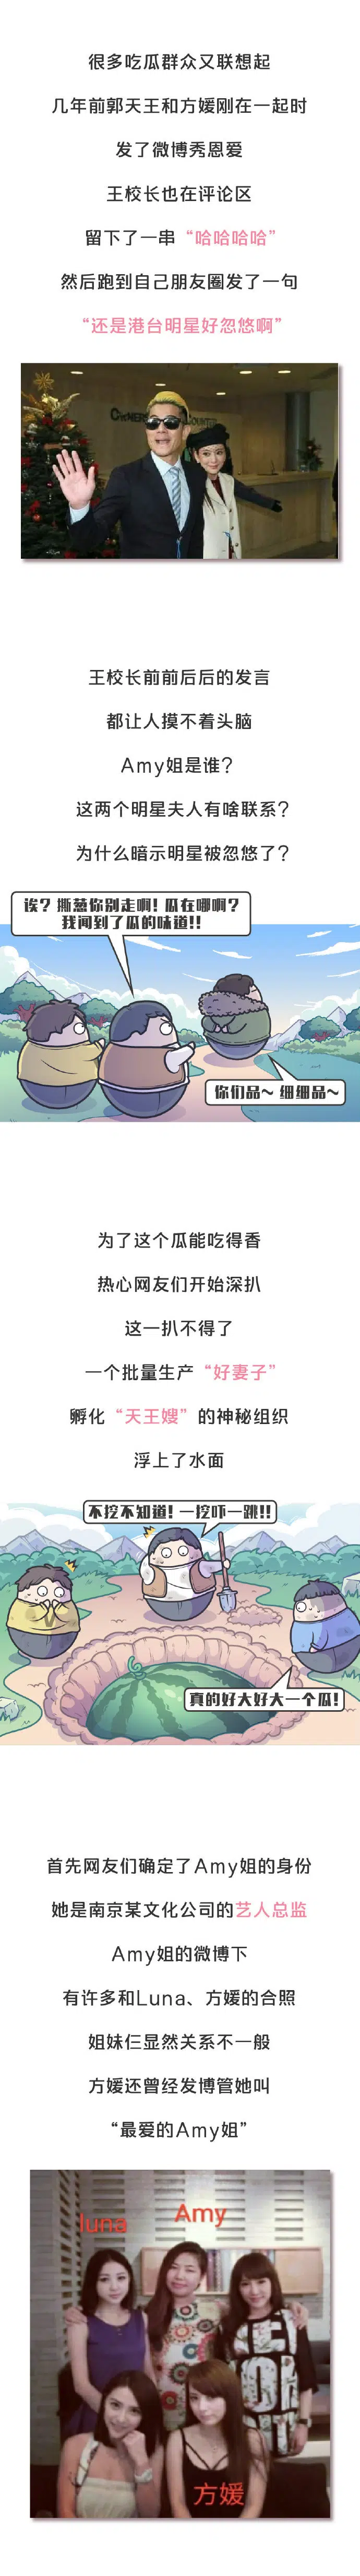 很多吃瓜群众又联想起
几年前郭天王和方媛刚在一起时
发了微博秀恩爱
王校长也在评论区
留下了一串“哈哈哈哈”
然后跑到自己朋友圈发了一句
“还是港台明星好忽悠啊”
王校长前前后后的发言
都让人摸不着头脑
Amy姐是谁？
这两个明星夫人有啥联系？
为什么暗示明星被忽悠了？
诶？撕葱你别走啊！瓜在哪啊？
我闻到了瓜的味道！！
你们品～ 细细品～
为了这个瓜能吃得香
热心网友们开始深扒
这一扒不得了
一个批量生产“好妻子”
孵化“天王嫂”的神秘组织
浮上了水面
不挖不知道！一挖吓一跳！！
真的好大好大一个瓜！
首先网友们确定了Amy姐的身份
她是南京某文化公司的艺人总监
Amy姐的微博下
有许多和Luna、方媛的合照
姐妹仨显然关系不一般
方媛还曾经发博管她叫
“最爱的Amy姐”
luna
Amy
方媛